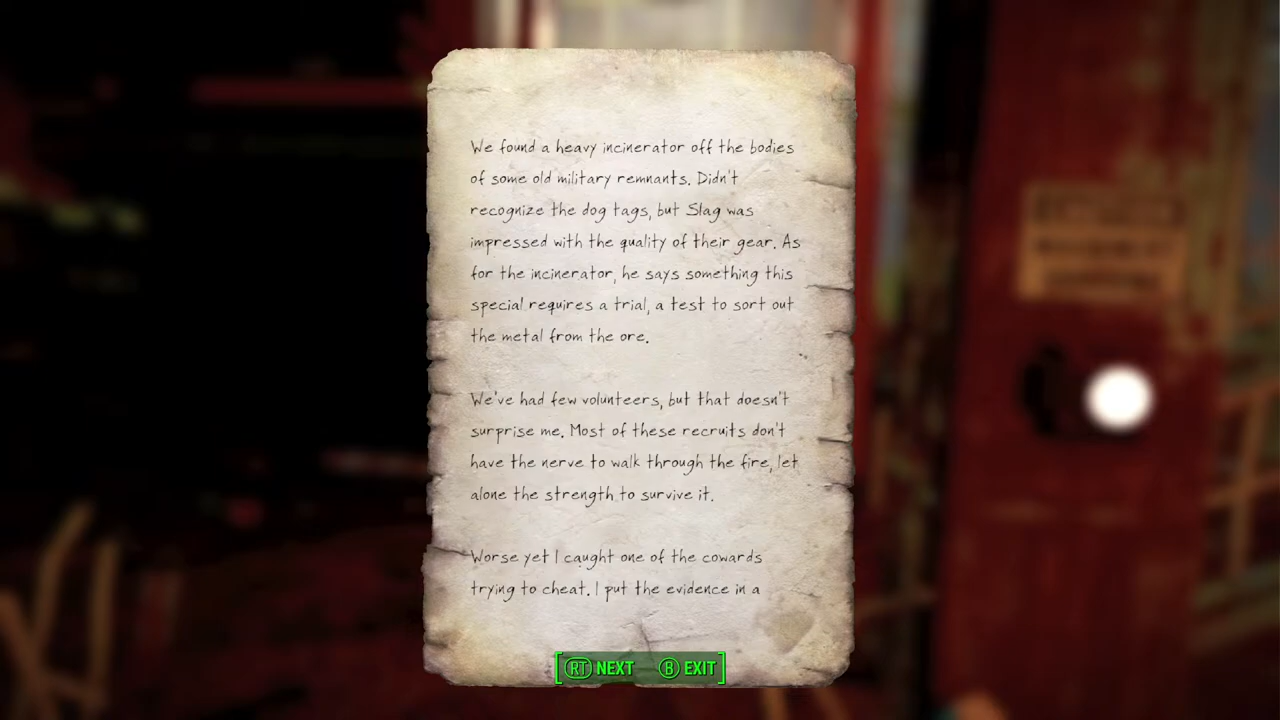 We found a heavy incinerator off the bodies
of some old military remnants. Didn't
recognize the dog tags, but Slag was
impressed with the quality of their gear. As
for the incinerator, he says something this
special requires a trial, a test to sort out
the metal from the ore.
We've had few volunteers, but that doesn't
surprise me. Most of these recruits don't
have the nerve to walk through the fire, let
alone the strength to survive it.
Worse yet I caught one of the cowards
trying to cheat. I put the evidence in a
RT NEXT B EXIT